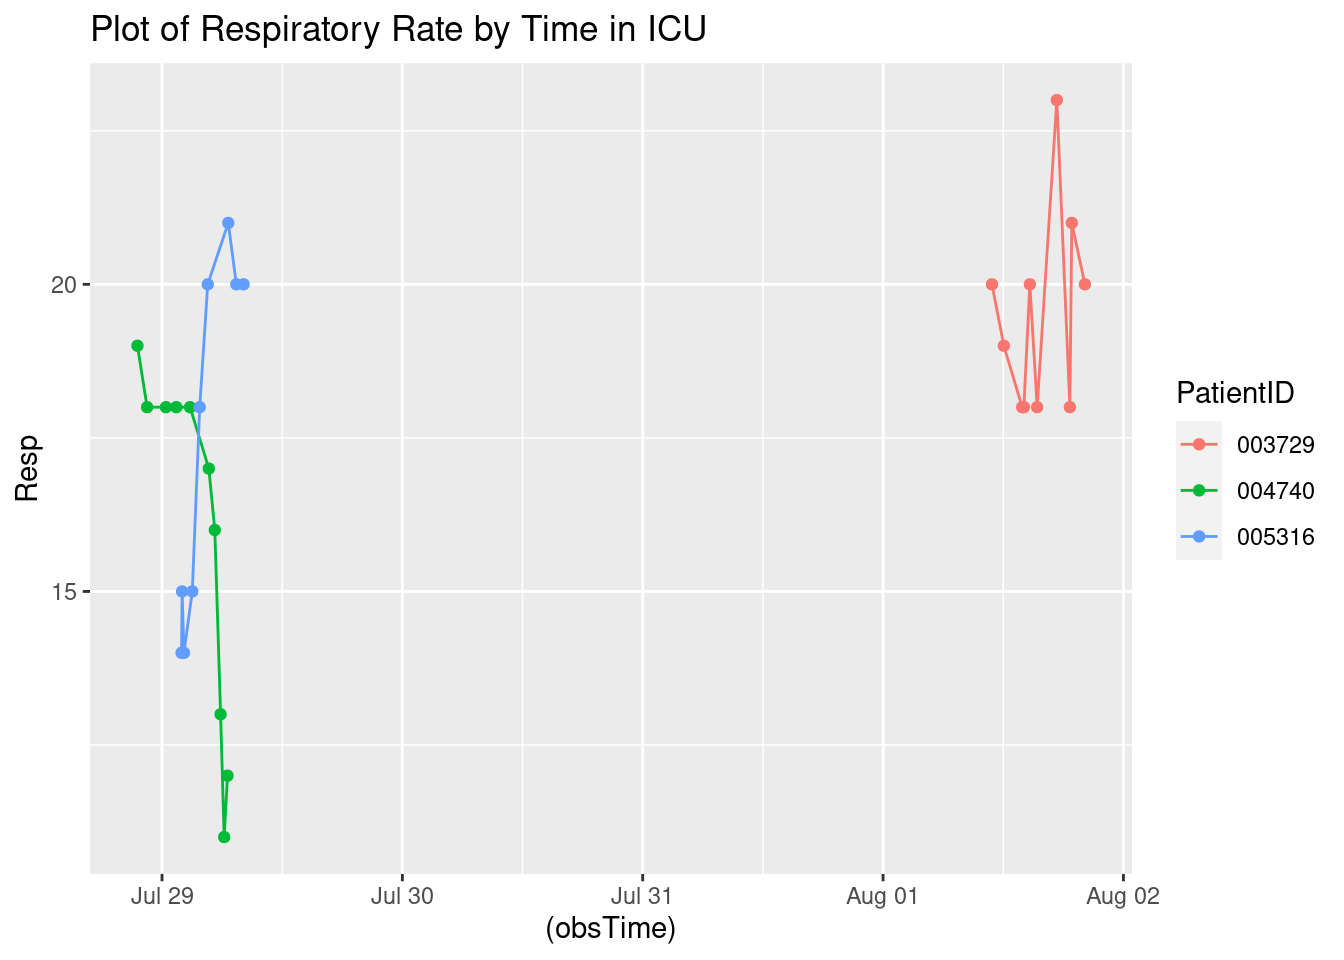 Plot of Respiratory Rate by Time in ICU
Resp
20
15
Jul 29
Jul 30
Jul 31
Aug 01
Aug 02
(obsTime)
PatientID
003729
004740
005316